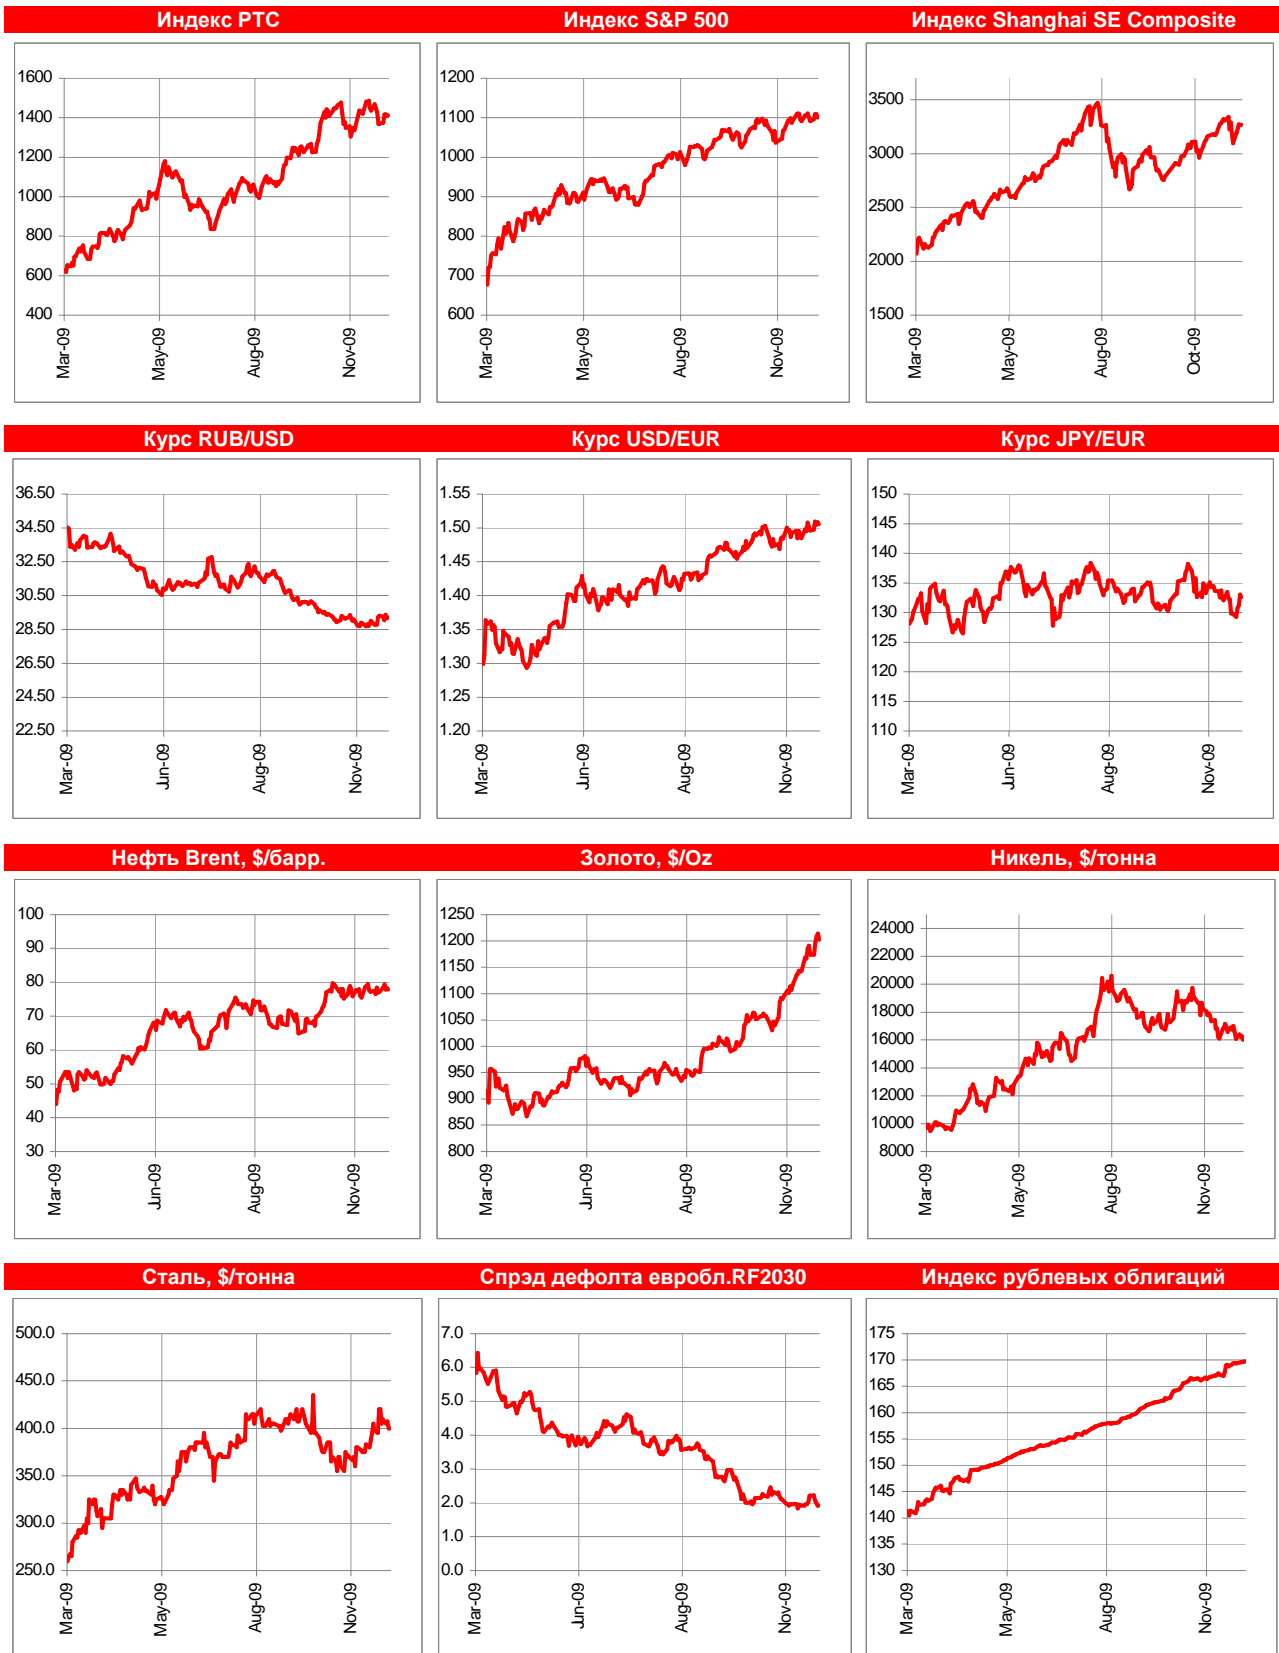 Индекс РТС
Индекс S&P 500
Индекс Shanghai SE Composite
1600
1400
1200
1000
800
600
400
Mar-09
May-09
Aug-09
Nov-09
1200
1100
1000
900
800
700
600
Mar-09
May-09
Aug-09
Nov-09
3500
3000
2500
2000
1500
Mar-09
May-09
Aug-09
Oct-09
Курс RUB/USD
Курс USD/EUR
Курс JPY/EUR
36.50
34.50
32.50
30.50
28.50
26.50
24.50
22.50
Mar-09
Jun-09
Aug-09
Nov-09
1.55
1.50
1.45
1.40
1.35
1.30
1.25
1.20
Mar-09
Jun-09
Aug-09
Nov-09
150
145
140
135
130
125
120
115
110
Mar-09
Jun-09
Aug-09
Nov-09
Нефть Brent, $/барр.
Золото, $/Oz
Никель, $/тонна
100
90
80
70
60
50
40
30
Mar-09
Jun-09
Aug-09
Nov-09
1250
1200
1150
1100
1050
1000
950
900
850
800
Mar-09
Jun-09
Aug-09
Nov-09
24000
22000
20000
18000
16000
14000
12000
10000
8000
Mar-09
May-09
Aug-09
Nov-09
Сталь, $/тонна
Спрэд дефолта евробл.RF2030
Индекс рублевых облигаций
500.0
450.0
400.0
350.0
300.0
250.0
Mar-09
May-09
Aug-09
Nov-09
7.0
6.0
5.0
4.0
3.0
2.0
1.0
0.0
Mar-09
Jun-09
Aug-09
Nov-09
175
170
165
160
155
150
145
140
135
130
Mar-09
May-09
Aug-09
Nov-09